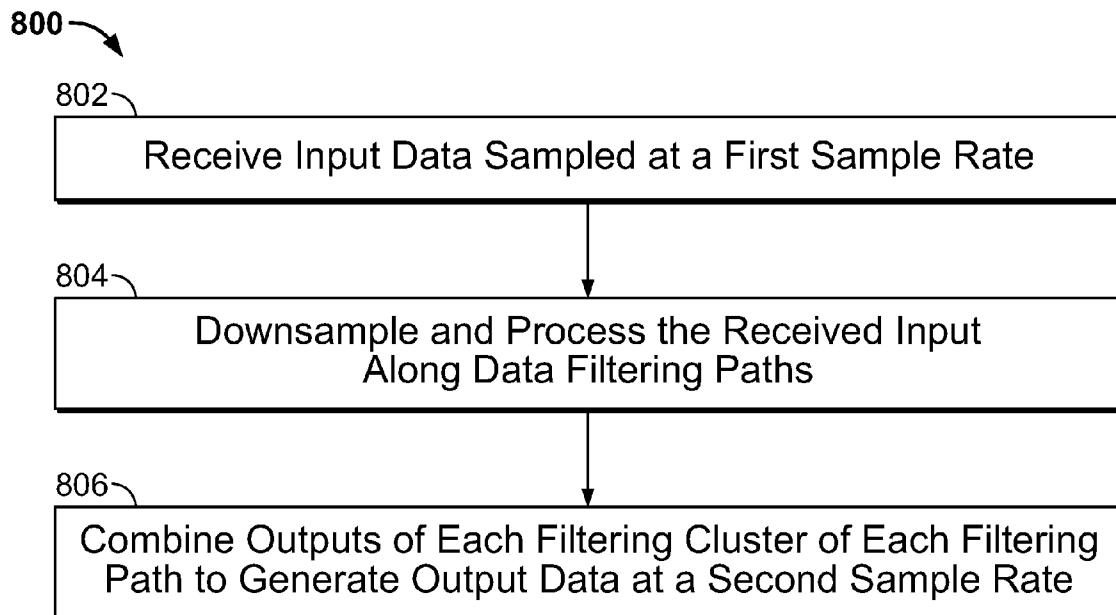 800
802
Receive Input Data Sampled at a First Sample Rate
804
Downsample and Process the Received Input
Along Data Filtering Paths
806
Combine Outputs of Each Filtering Cluster of Each Filtering
Path to Generate Output Data at a Second Sample Rate